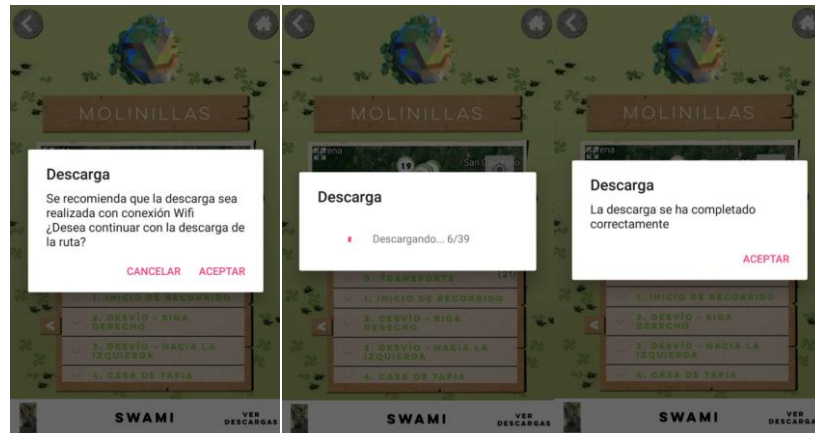 MOLINILLAS
Descarga
Se recomienda que la descarga sea
realizada con conexión Wifi
¿Desea continuar con la descarga de
la ruta?
CANCELAR ACEPTAR
1. INICIO DE RECORRIDO
2. DESVÍO - SIGA
DERECHO
3. DESVÍO - HACIA LA
IZQUIERDA
4. CASA DE TAPIA
<
SWAMI
VER
DESCARGAS
MOLINILLAS
19
Descarga
Descargando... 6/39
0. TRANSPORTE
(21)
1. INICIO DE RECORRIDO
2. DESVÍO - SIGA
DERECHO
3. DESVÍO - HACIA LA
IZQUIERDA
4. CASA DE TAPIA
<
SWAMI
VER
DESCARGAS
MOLINILLAS
Descarga
La descarga se ha completado
correctamente
ACEPTAR
1. INICIO DE RECORRIDO
2. DESVÍO - SIGA
DERECHO
3. DESVÍO - HACIA LA
IZQUIERDA
4. CASA DE TAPIA
<
SWAMI
VER
DESCARGAS